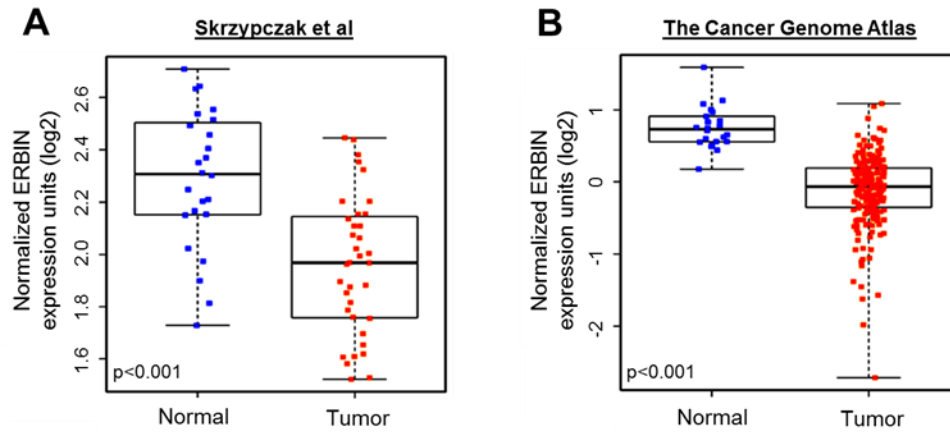 A
Skrzypczak et al
Normalized ERBIN
expression units (log2)
2.6
2.4
2.2
2.0
1.8
1.6
p<0.001
Normal
Tumor
B
The Cancer Genome Atlas
Normalized ERBIN
expression units (log2)
1
0
-1
-2
p<0.001
Normal
Tumor